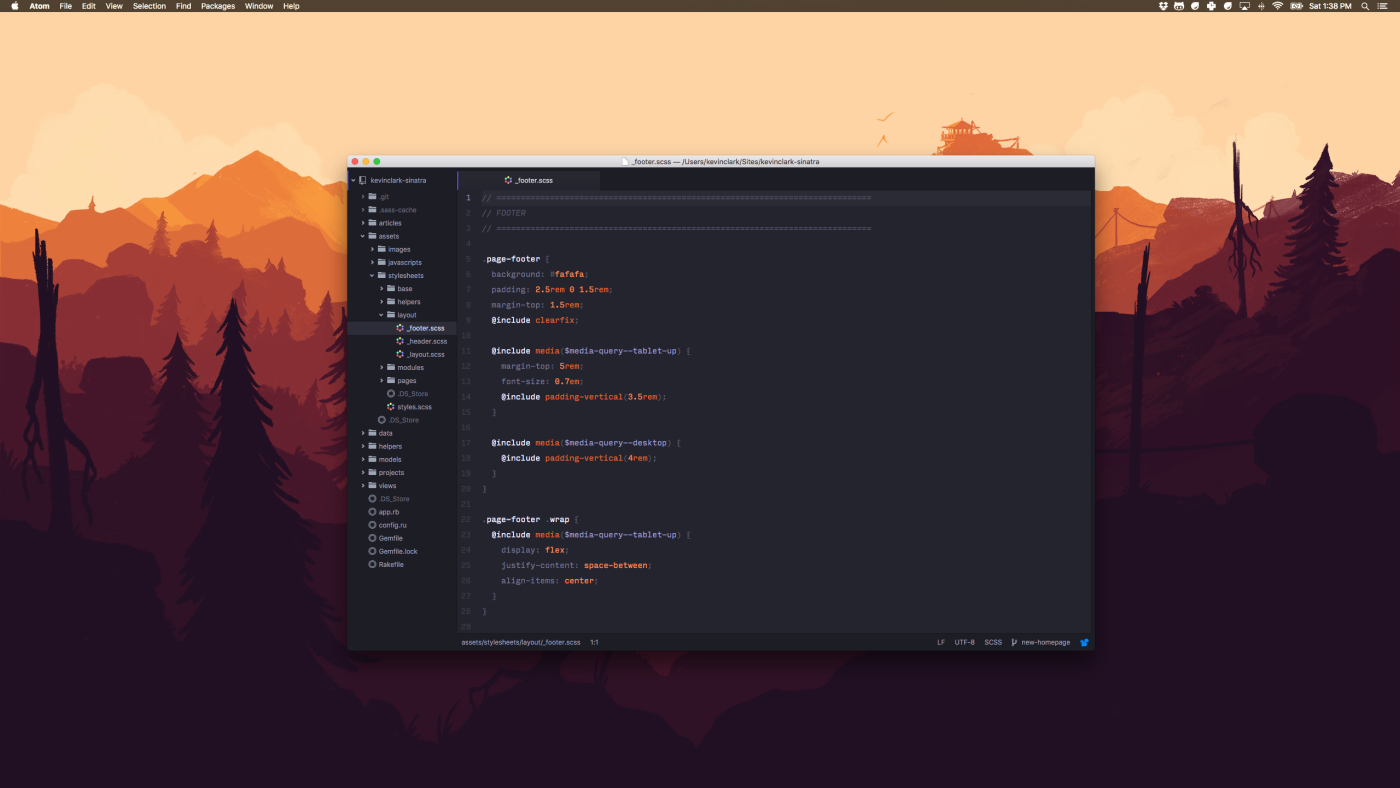 Atom File Edit View Selection Find Packages Window Help Sat 1:38 PM
_footer.scss — /Users/kevinclark/Sites/kevinclark-sinatra
kevinclark-sinatra
.git
.sass-cache
articles
assets
images
javascripts
stylesheets
base
helpers
layout
_footer.scss
_header.scss
_layout.scss
modules
pages
.DS_Store
styles.scss
.DS_Store
data
helpers
models
projects
views
.DS_Store
app.rb
config.ru
Gemfile
Gemfile.lock
Rakefile
_footer.scss
1 // =============================================================================
2 // FOOTER
3 // =============================================================================
4
5 .page-footer {
6 background: #fafafa;
7 padding: 2.5rem 0 1.5rem;
8 margin-top: 1.5rem;
9 @include clearfix;
10
11 @include media($media-query--tablet-up) {
12 margin-top: 5rem;
13 font-size: 0.7em;
14 @include padding-vertical(3.5rem);
15 }
16
17 @include media($media-query--desktop) {
18 @include padding-vertical(4rem);
19 }
20 }
21
22 .page-footer .wrap {
23 @include media($media-query--tablet-up) {
24 display: flex;
25 justify-content: space-between;
26 align-items: center;
27 }
28 }
29
assets/stylesheets/layout/_footer.scss 1:1 LF UTF-8 SCSS new-homepage